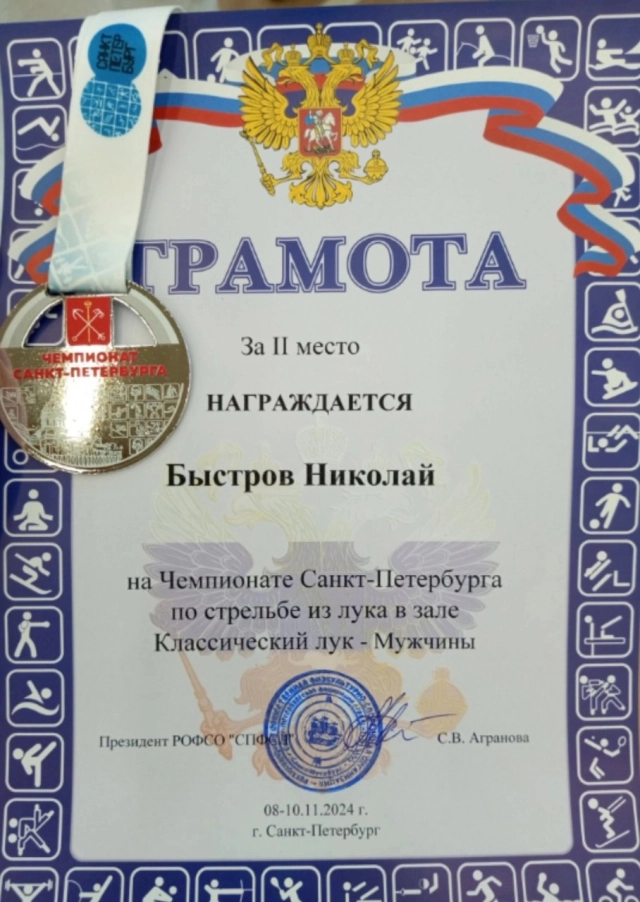 САНКТ
ПЕТЕР
БУРГ
ГРАМОТА
ЧЕМПИОНАТ
САНКТ-ПЕТЕРБУРГА
За II место
НАГРАЖДАЕТСЯ
Быстров Николай
на Чемпионате Санкт-Петербурга
по стрельбе из лука в зале
Классический лук - Мужчины
Президент РОФСО С.В. Агранова
08-10.11.2024 г.
г. Санкт-Петербург